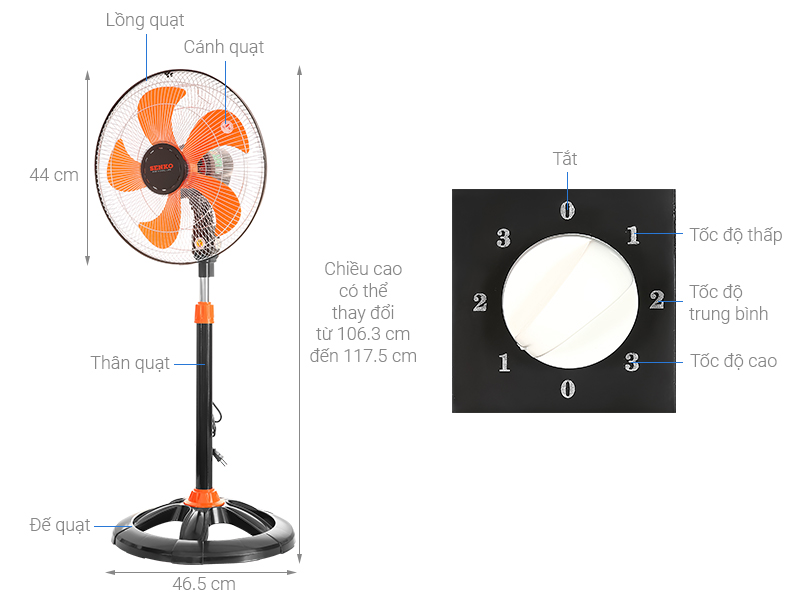 Lồng quạt
Cánh quạt
44 cm
SENKO
Chiều cao
có thể
thay đổi
từ 106.3 cm
đến 117.5 cm
Thân quạt
Đế quạt
46.5 cm
Tắt
0
3
1
Tốc độ thấp
2
2
Tốc độ
trung bình
1
3
Tốc độ cao
0